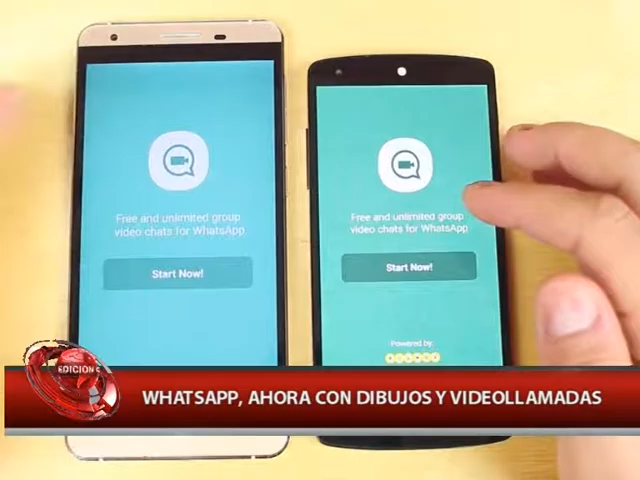 Free and unlimited group
video chats for WhatsApp
Start Now!
Free and unlimited group
video chats for WhatsApp
Start Now!
Powered by:
EDICION
WHATSAPP, AHORA CON DIBUJOS Y VIDEOLLAMADAS